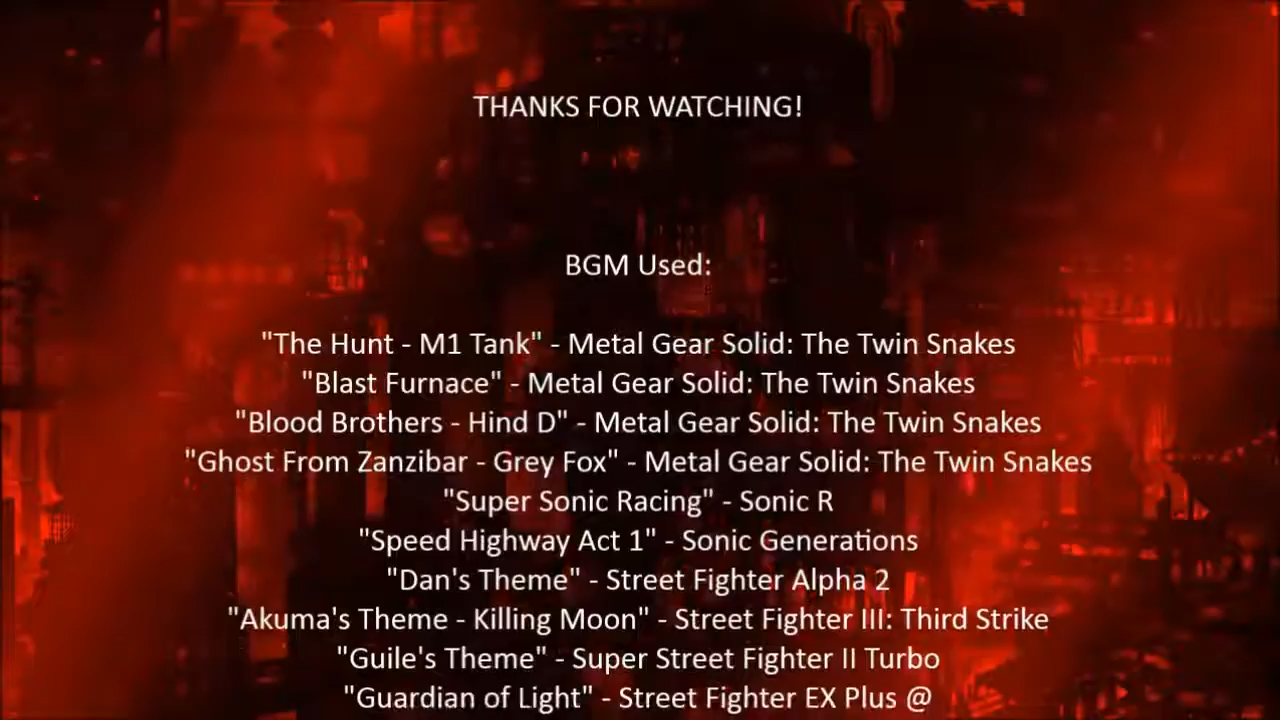 THANKS FOR WATCHING!
BGM Used:
"The Hunt - M1 Tank" - Metal Gear Solid: The Twin Snakes
"Blast Furnace" - Metal Gear Solid: The Twin Snakes
"Blood Brothers - Hind D" - Metal Gear Solid: The Twin Snakes
"Ghost From Zanzibar - Grey Fox" - Metal Gear Solid: The Twin Snakes
"Super Sonic Racing" - Sonic R
"Speed Highway Act 1" - Sonic Generations
"Dan's Theme" - Street Fighter Alpha 2
"Akuma's Theme - Killing Moon" - Street Fighter III: Third Strike
"Guile's Theme" - Super Street Fighter II Turbo
"Guardian of Light" - Street Fighter EX Plus @